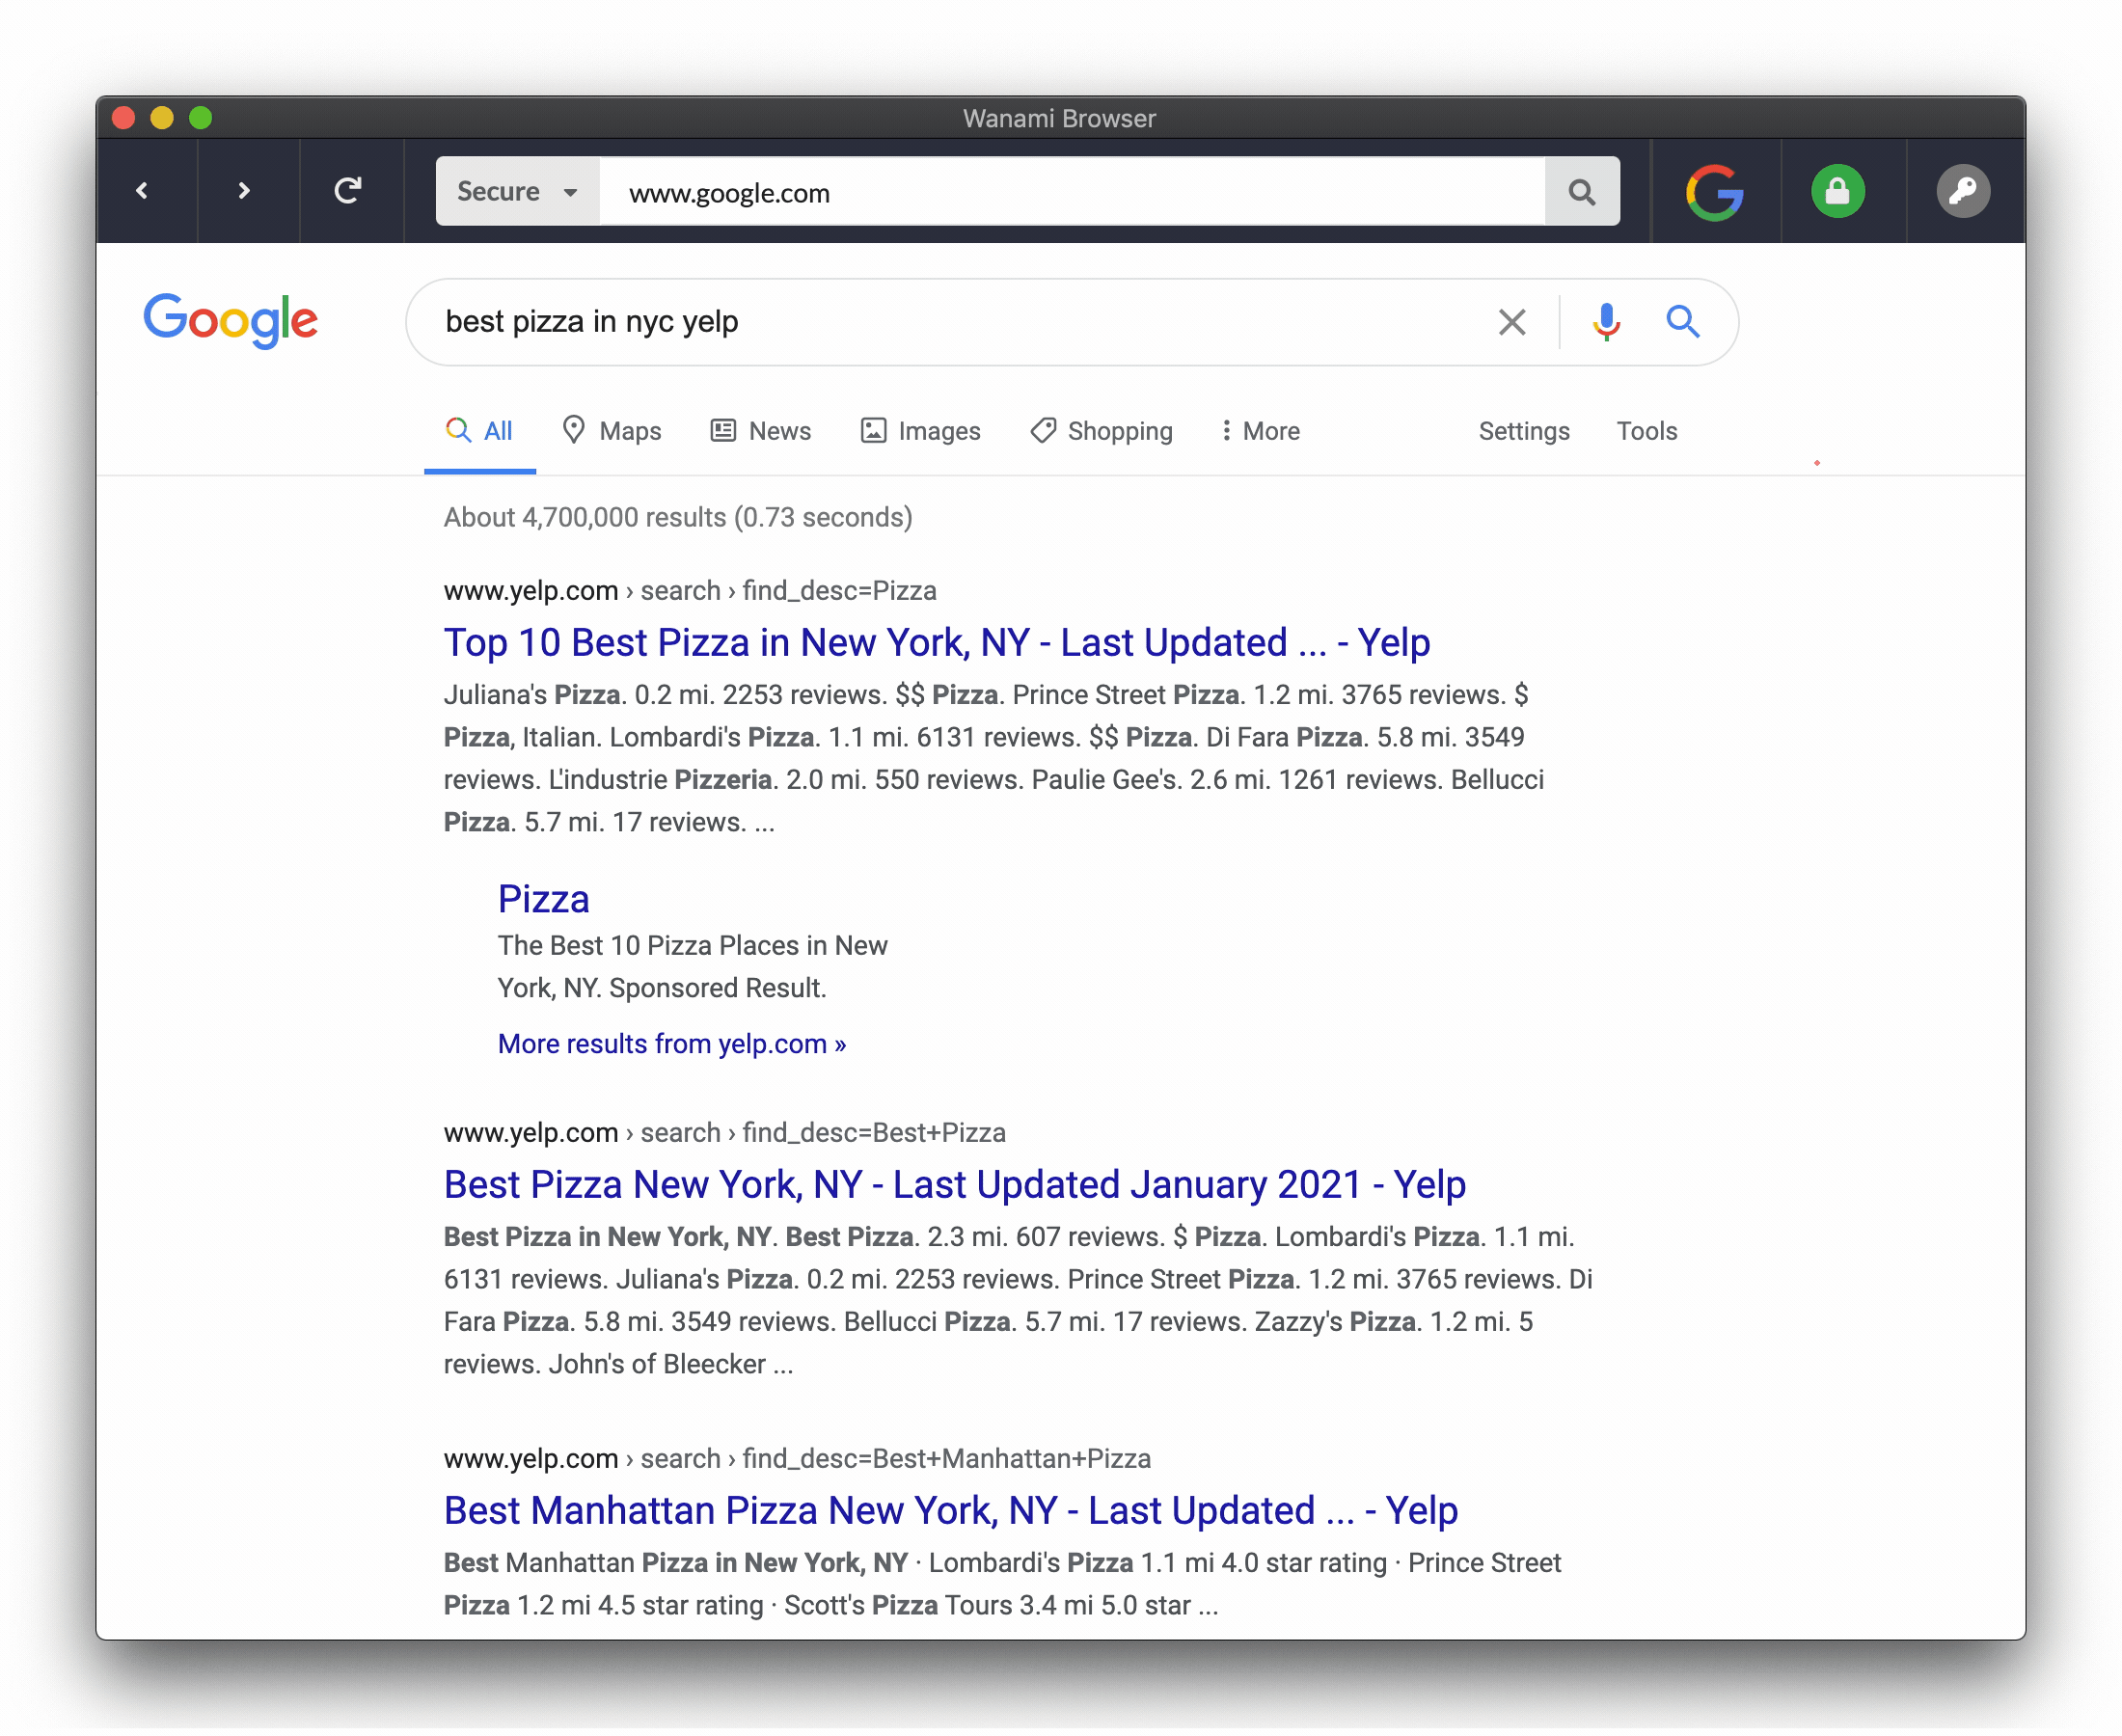 Wanami Browser
Secure www.google.com
Google best pizza in nyc yelp
All Maps News Images Shopping More Settings Tools
About 4,700,000 results (0.73 seconds)
www.yelp.com › search › find_desc=Pizza
Top 10 Best Pizza in New York, NY - Last Updated ... - Yelp
Juliana's Pizza. 0.2 mi. 2253 reviews. $$ Pizza. Prince Street Pizza. 1.2 mi. 3765 reviews. $
Pizza, Italian. Lombardi's Pizza. 1.1 mi. 6131 reviews. $$ Pizza. Di Fara Pizza. 5.8 mi. 3549
reviews. L'industrie Pizzeria. 2.0 mi. 550 reviews. Paulie Gee's. 2.6 mi. 1261 reviews. Bellucci
Pizza. 5.7 mi. 17 reviews. ...
Pizza
The Best 10 Pizza Places in New
York, NY. Sponsored Result.
More results from yelp.com »
www.yelp.com › search › find_desc=Best+Pizza
Best Pizza New York, NY - Last Updated January 2021 - Yelp
Best Pizza in New York, NY. Best Pizza. 2.3 mi. 607 reviews. $ Pizza. Lombardi's Pizza. 1.1 mi.
6131 reviews. Juliana's Pizza. 0.2 mi. 2253 reviews. Prince Street Pizza. 1.2 mi. 3765 reviews. Di
Fara Pizza. 5.8 mi. 3549 reviews. Bellucci Pizza. 5.7 mi. 17 reviews. Zazzy's Pizza. 1.2 mi. 5
reviews. John's of Bleecker ...
www.yelp.com › search › find_desc=Best+Manhattan+Pizza
Best Manhattan Pizza New York, NY - Last Updated ... - Yelp
Best Manhattan Pizza in New York, NY · Lombardi's Pizza 1.1 mi 4.0 star rating · Prince Street
Pizza 1.2 mi 4.5 star rating · Scott's Pizza Tours 3.4 mi 5.0 star ...